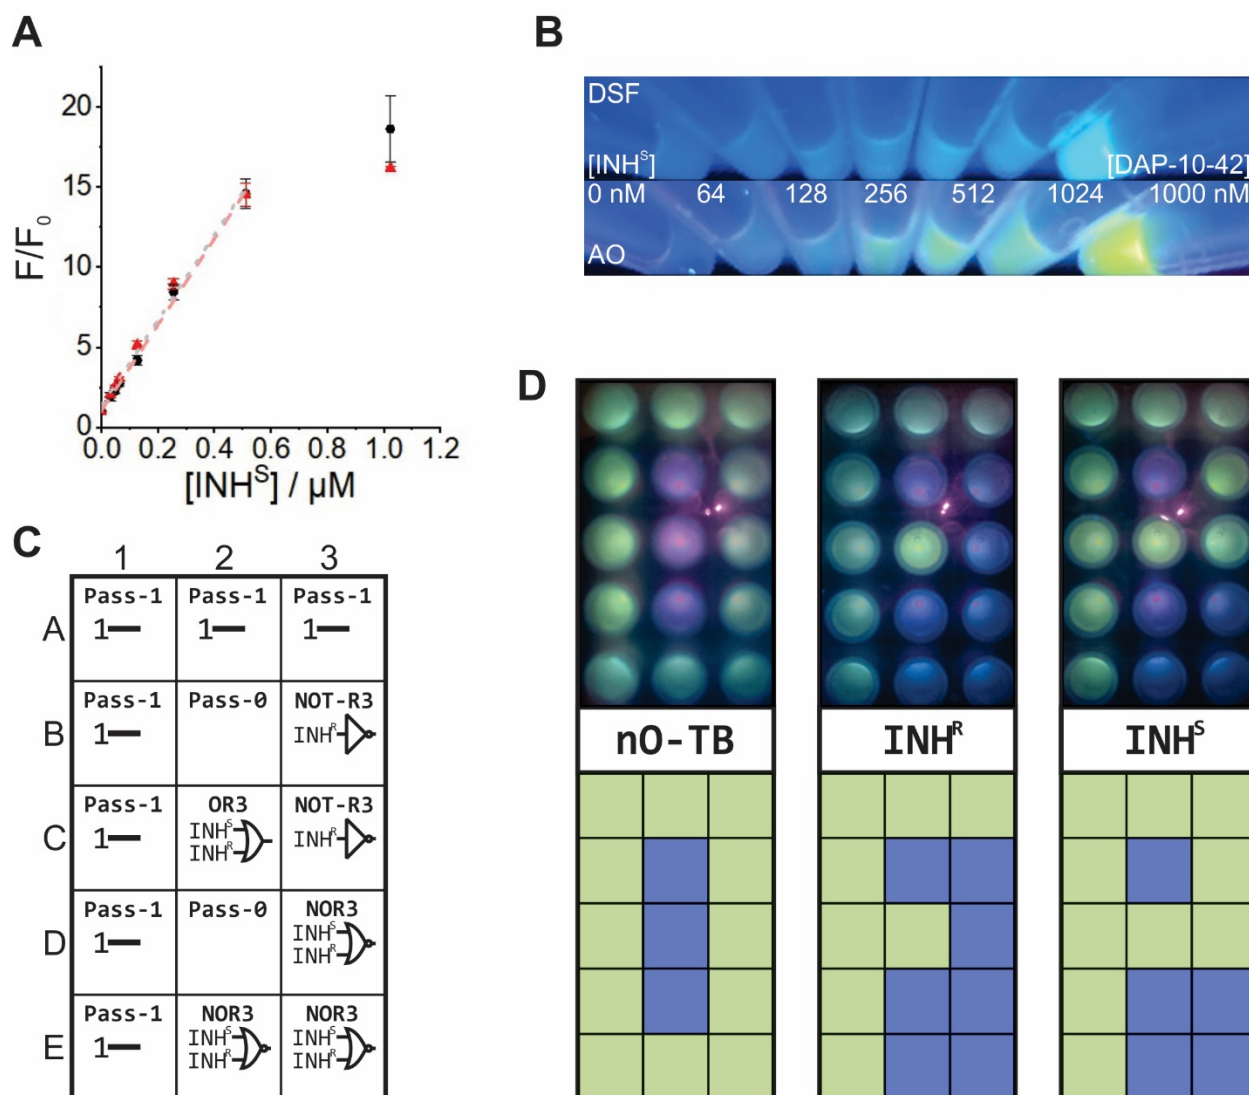 A
20
15
10
5
0
F/F₀
0.0 0.2 0.4 0.6 0.8 1.0 1.2
[INHˢ] / µM
B
DSF
[INHˢ] [DAP-10-42]
0 nM 64 128 256 512 1024 1000 nM
AO
C
1 2 3
A
Pass-1 Pass-1 Pass-1
1 1 1
B
Pass-1 Pass-0 NOT-R3
1 INHᴿ
C
Pass-1 OR3 NOT-R3
1 INHˢ INHᴿ INHᴿ
D
Pass-1 Pass-0 NOR3
1 INHˢ INHᴿ
E
Pass-1 NOR3 NOR3
1 INHˢ INHᴿ INHˢ INHᴿ
D
nO-TB INHᴿ INHˢ